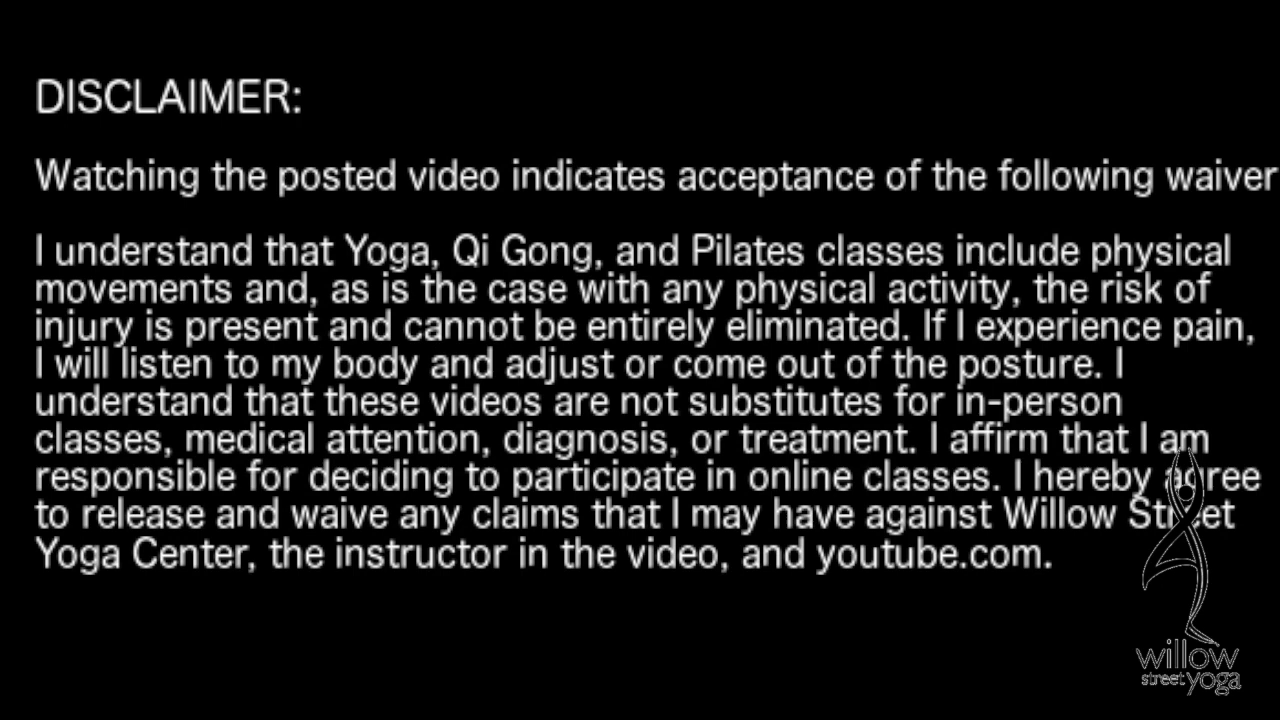 DISCLAIMER:
Watching the posted video indicates acceptance of the following waiver
I understand that Yoga, Qi Gong, and Pilates classes include physical
movements and, as is the case with any physical activity, the risk of
injury is present and cannot be entirely eliminated. If I experience pain,
I will listen to my body and adjust or come out of the posture. I
understand that these videos are not substitutes for in-person
classes, medical attention, diagnosis, or treatment. I affirm that I am
responsible for deciding to participate in online classes. I hereby agree
to release and waive any claims that I may have against Willow Street
Yoga Center, the instructor in the video, and youtube.com.
willow
street yoga